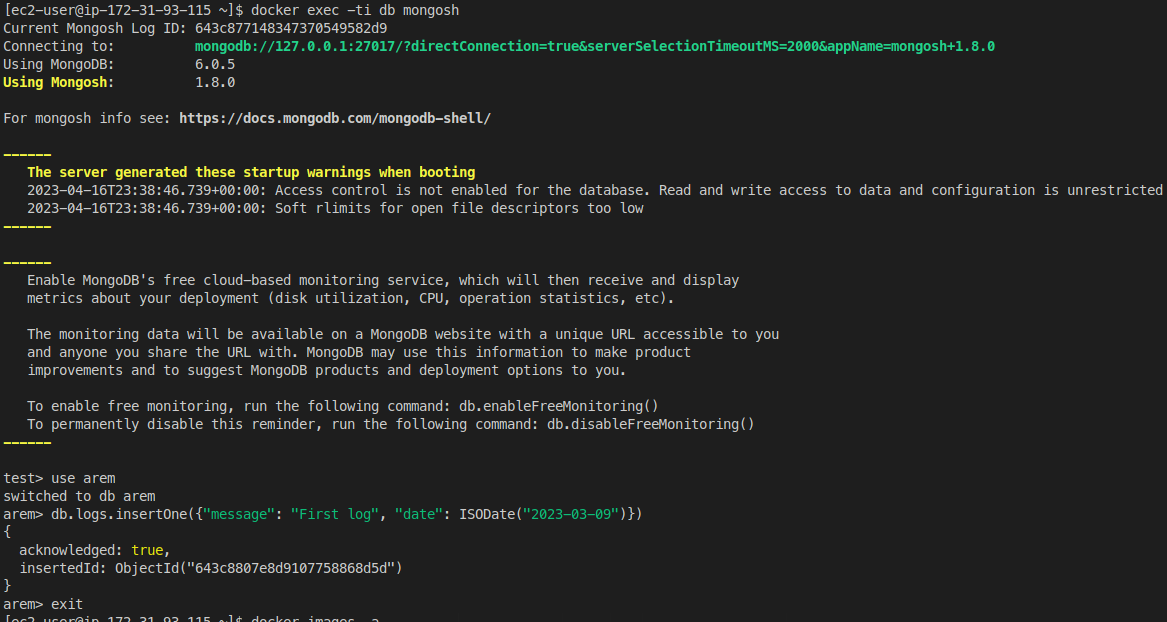 [ec2-user@ip-172-31-93-115 ~]$ docker exec -ti db mongosh
Current Mongosh Log ID: 643c8771483473705495​82d9
Connecting to: mongodb://127.0.0.1:27017/?directConnection=true&serverSelectionTimeoutMS=2000&appName=mongosh+1.8.0
Using MongoDB: 6.0.5
Using Mongosh: 1.8.0
For mongosh info see: https://docs.mongodb.com/mongodb-shell/
------
The server generated these startup warnings when booting
2023-04-16T23:38:46.739+00:00: Access control is not enabled for the database. Read and write access to data and configuration is unrestricted
2023-04-16T23:38:46.739+00:00: Soft rlimits for open file descriptors too low
------
------
Enable MongoDB's free cloud-based monitoring service, which will then receive and display
metrics about your deployment (disk utilization, CPU, operation statistics, etc).
The monitoring data will be available on a MongoDB website with a unique URL accessible to you
and anyone you share the URL with. MongoDB may use this information to make product
improvements and to suggest MongoDB products and deployment options to you.
To enable free monitoring, run the following command: db.enableFreeMonitoring()
To permanently disable this reminder, run the following command: db.disableFreeMonitoring()
------
test> use arem
switched to db arem
arem> db.logs.insertOne({"message": "First log", "date": ISODate("2023-03-09")})
{
acknowledged: true,
insertedId: ObjectId("643c8807e8d9107758868d5d")
}
arem> exit
[ec2-user@ip-172-31-93-115 ~]$ docker images -a